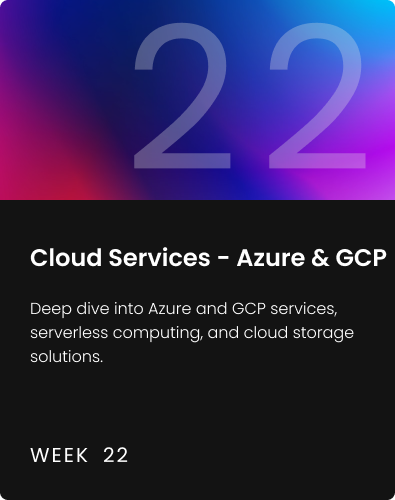 22
Cloud Services - Azure & GCP
Deep dive into Azure and GCP services,
serverless computing, and cloud storage
solutions.
WEEK 22